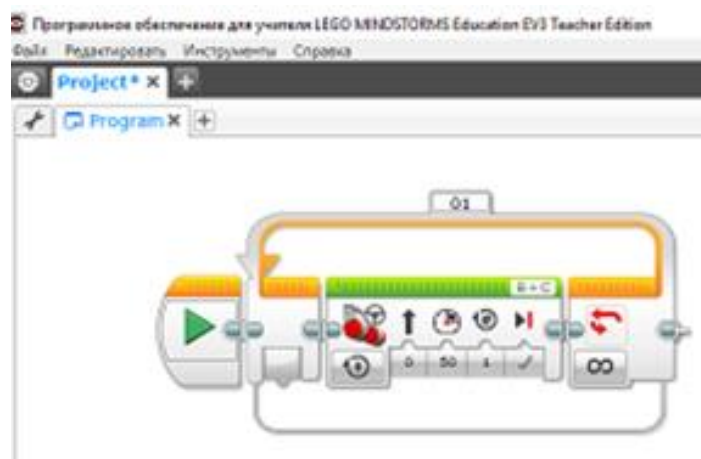 Программное обеспечение для учителя LEGO MINDSTORMS Education EV3 Teacher Edition
Файл Редактировать Инструменты Справка
Project* × +
Program × +
01
B + C
0 50 1
∞